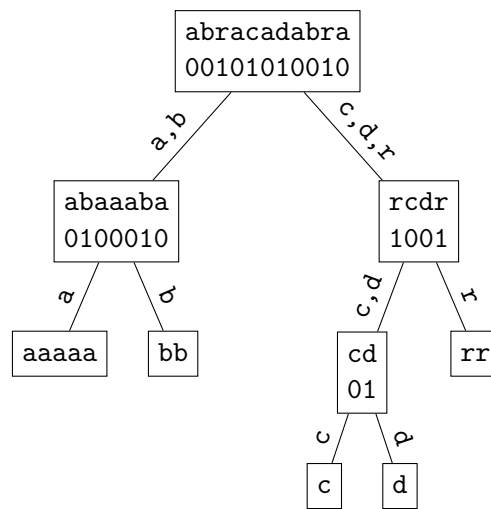 abracadabra
00101010010
a,b
c,d,r
abaaaba
0100010
rcdr
1001
a
b
c,d
r
aaaaa
bb
cd
01
rr
c
d
c
d